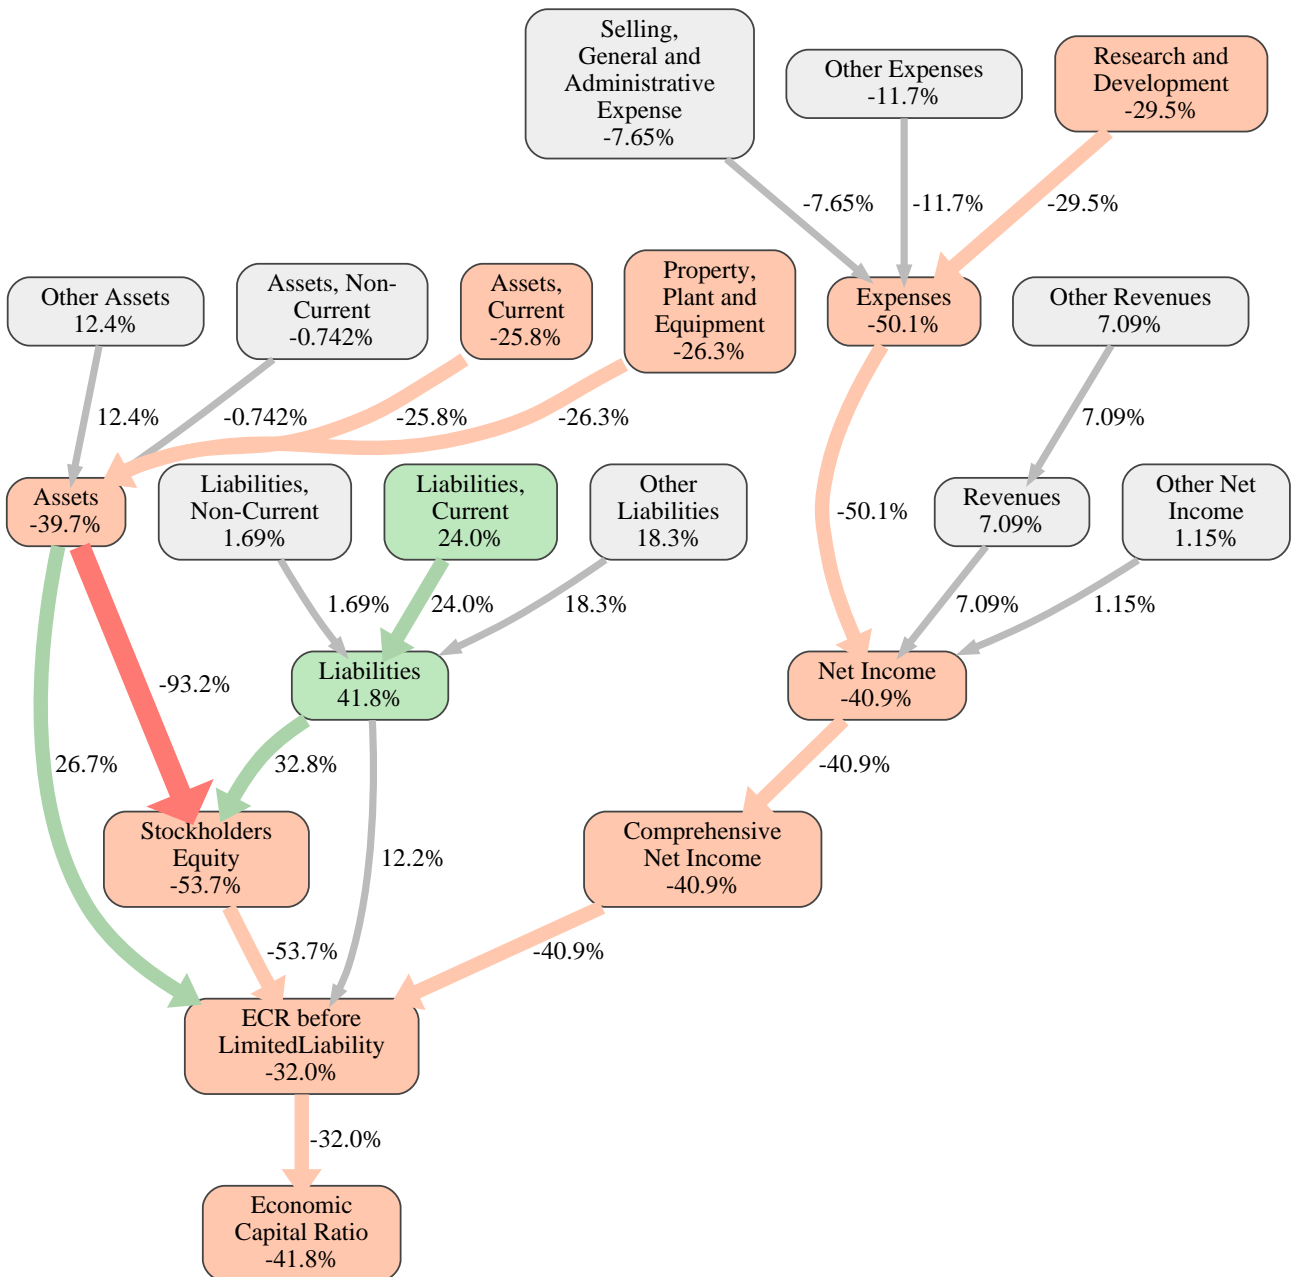 Selling,
General and
Administrative
Expense
-7.65%
Other Expenses
-11.7%
Research and
Development
-29.5%
-7.65%
-11.7%
-29.5%
Other Assets
12.4%
Assets, Non-
Current
-0.742%
Assets,
Current
-25.8%
Property,
Plant and
Equipment
-26.3%
Expenses
-50.1%
Other Revenues
7.09%
12.4%
-0.742%
-25.8%
-26.3%
7.09%
Assets
-39.7%
Liabilities,
Non-Current
1.69%
Liabilities,
Current
24.0%
Other
Liabilities
18.3%
-50.1%
Revenues
7.09%
Other Net
Income
1.15%
1.69%
24.0%
18.3%
7.09%
1.15%
-93.2%
Liabilities
41.8%
Net Income
-40.9%
26.7%
32.8%
-40.9%
Stockholders
Equity
-53.7%
12.2%
Comprehensive
Net Income
-40.9%
-53.7%
-40.9%
ECR before
LimitedLiability
-32.0%
-32.0%
Economic
Capital Ratio
-41.8%